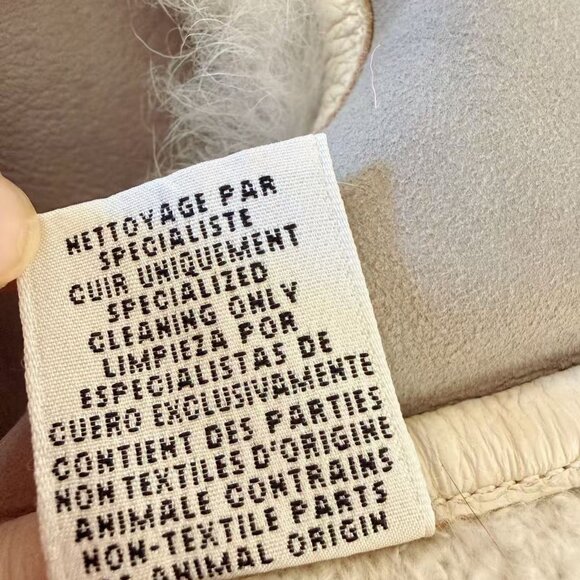 NETTOYAGE PAR
SPECIALISTE
CUIR UNIQUEMENT
SPECIALIZED
CLEANING ONLY
LIMPIEZA POR
ESPECIALISTAS DE
CUERO EXCLUSIVAMENTE
CONTIENT DES PARTIES
NON TEXTILES D'ORIGINE
ANIMALE CONTRAINS
NON-TEXTILE PARTS
OF ANIMAL ORIGIN